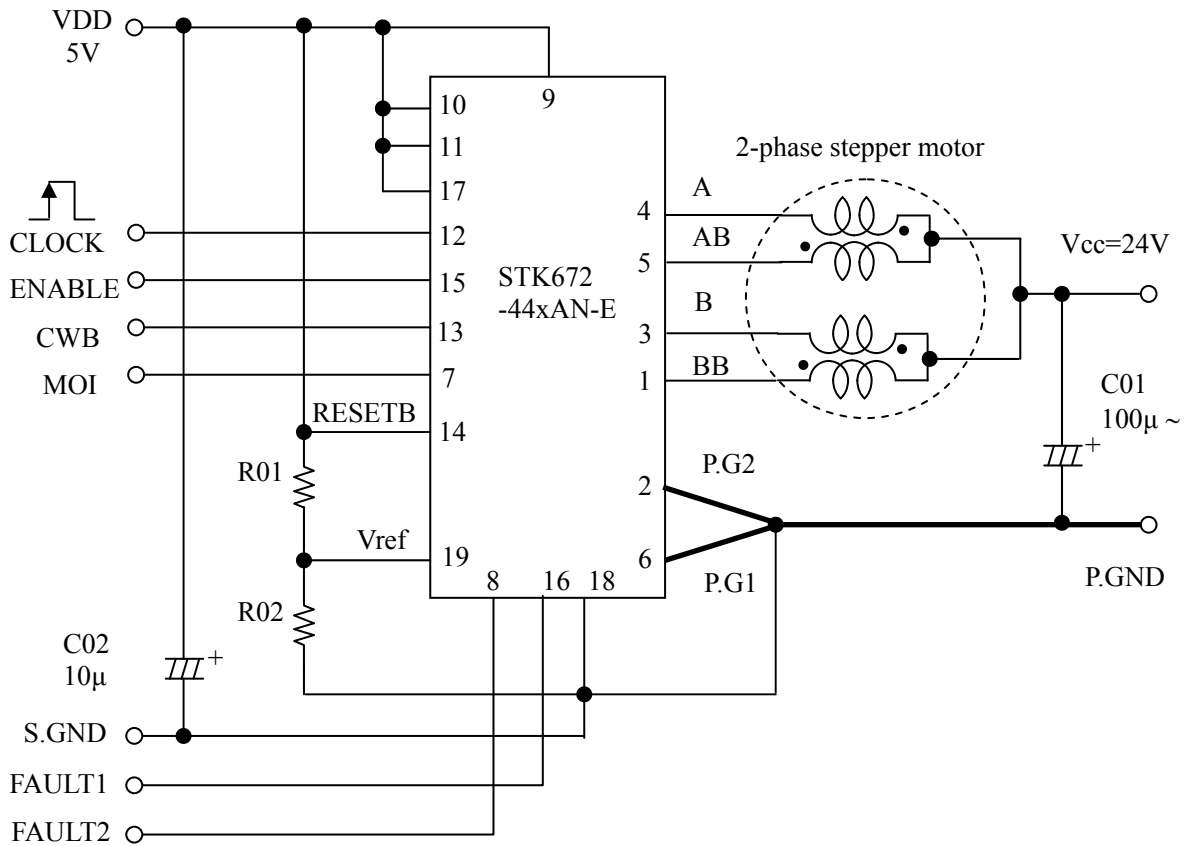 VDD
5V
9
10
11
17
2-phase stepper motor
A
4
CLOCK
12
AB
5
Vcc=24V
ENABLE
15
STK672
-44xAN-E
B
CWB
13
3
MOI
7
BB
1
C01
100μ ~
+
RESETB
14
R01
P.G2
2
Vref
19
6
P.G1
P.GND
8
16
18
R02
C02
10μ
+
S.GND
FAULT1
FAULT2